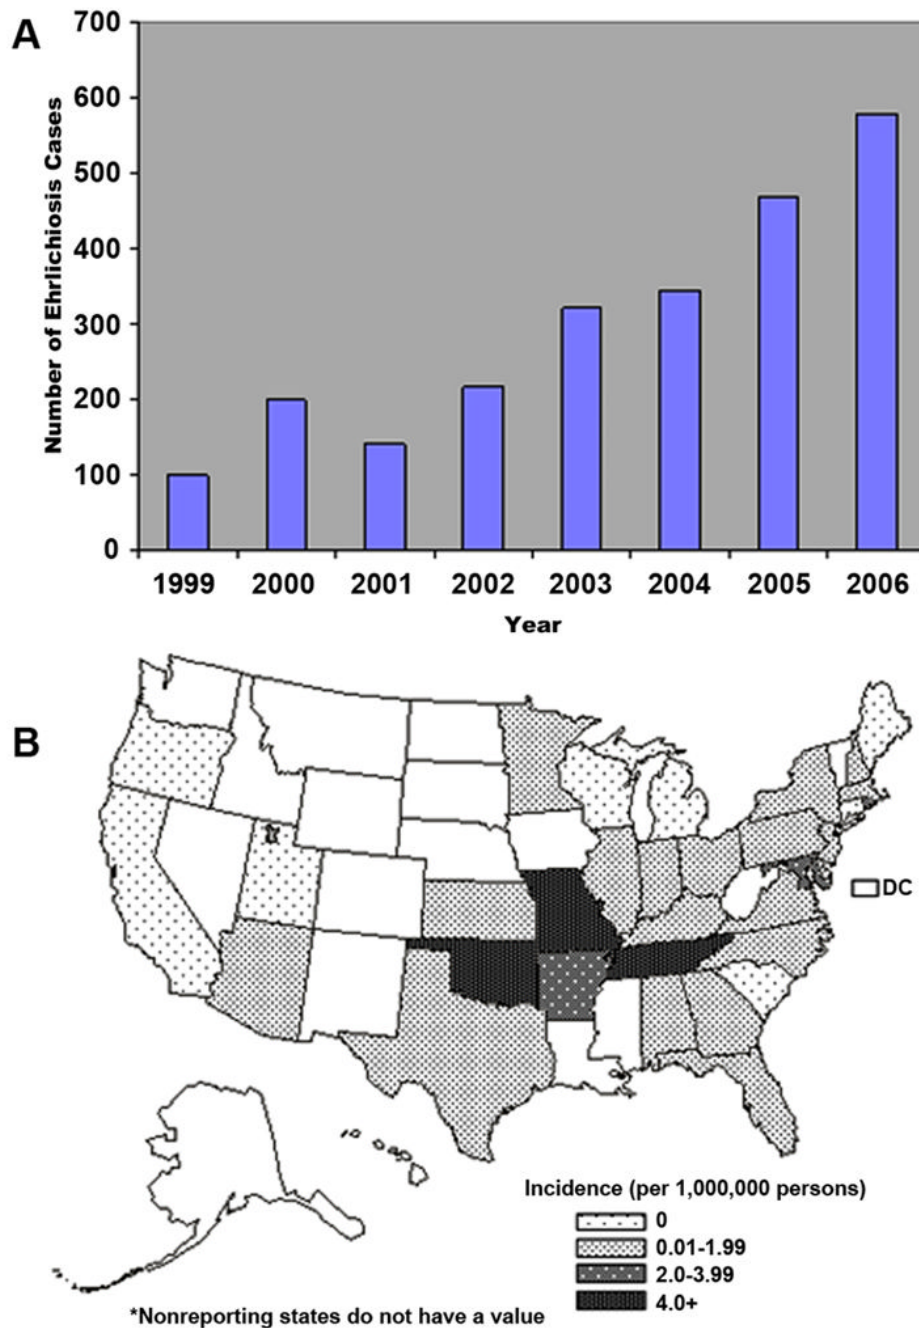 A
Number of Ehrlichiosis Cases
700
600
500
400
300
200
100
0
1999 2000 2001 2002 2003 2004 2005 2006
Year
B
DC
Incidence (per 1,000,000 persons)
0
0.01-1.99
2.0-3.99
4.0+
*Nonreporting states do not have a value